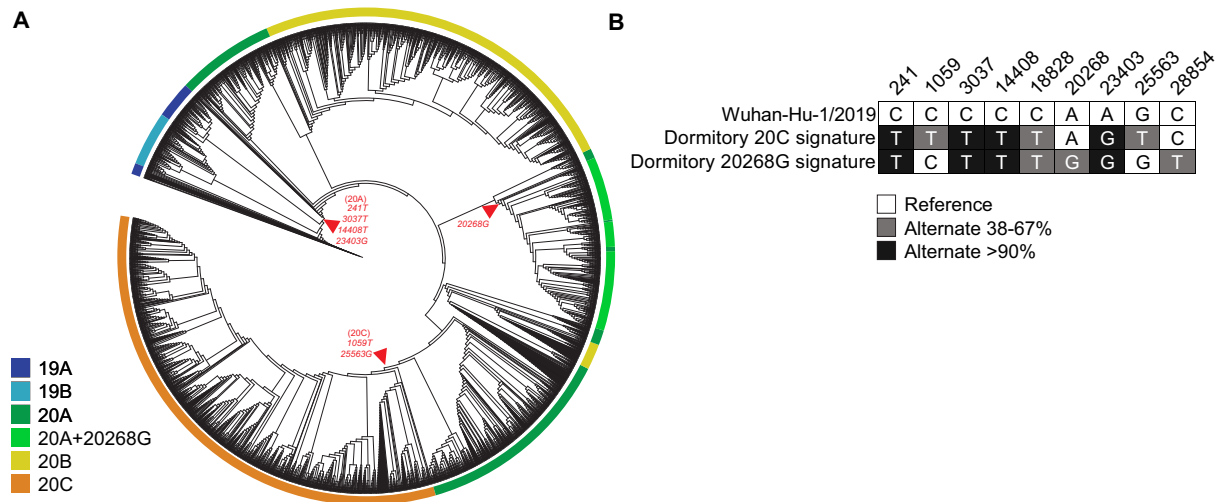 A
(20A)
241T
3037T
14408T
23403G
20268G
(20C)
1059T
25563G
19A
19B
20A
20A+20268G
20B
20C
B
241 1059 3037 14408 18828 20268 23403 25563 28854
Wuhan-Hu-1/2019 C C C C C A A G C
Dormitory 20C signature T T T T T A G T C
Dormitory 20268G signature T C T T T G G G T
Reference
Alternate 38-67%
Alternate >90%